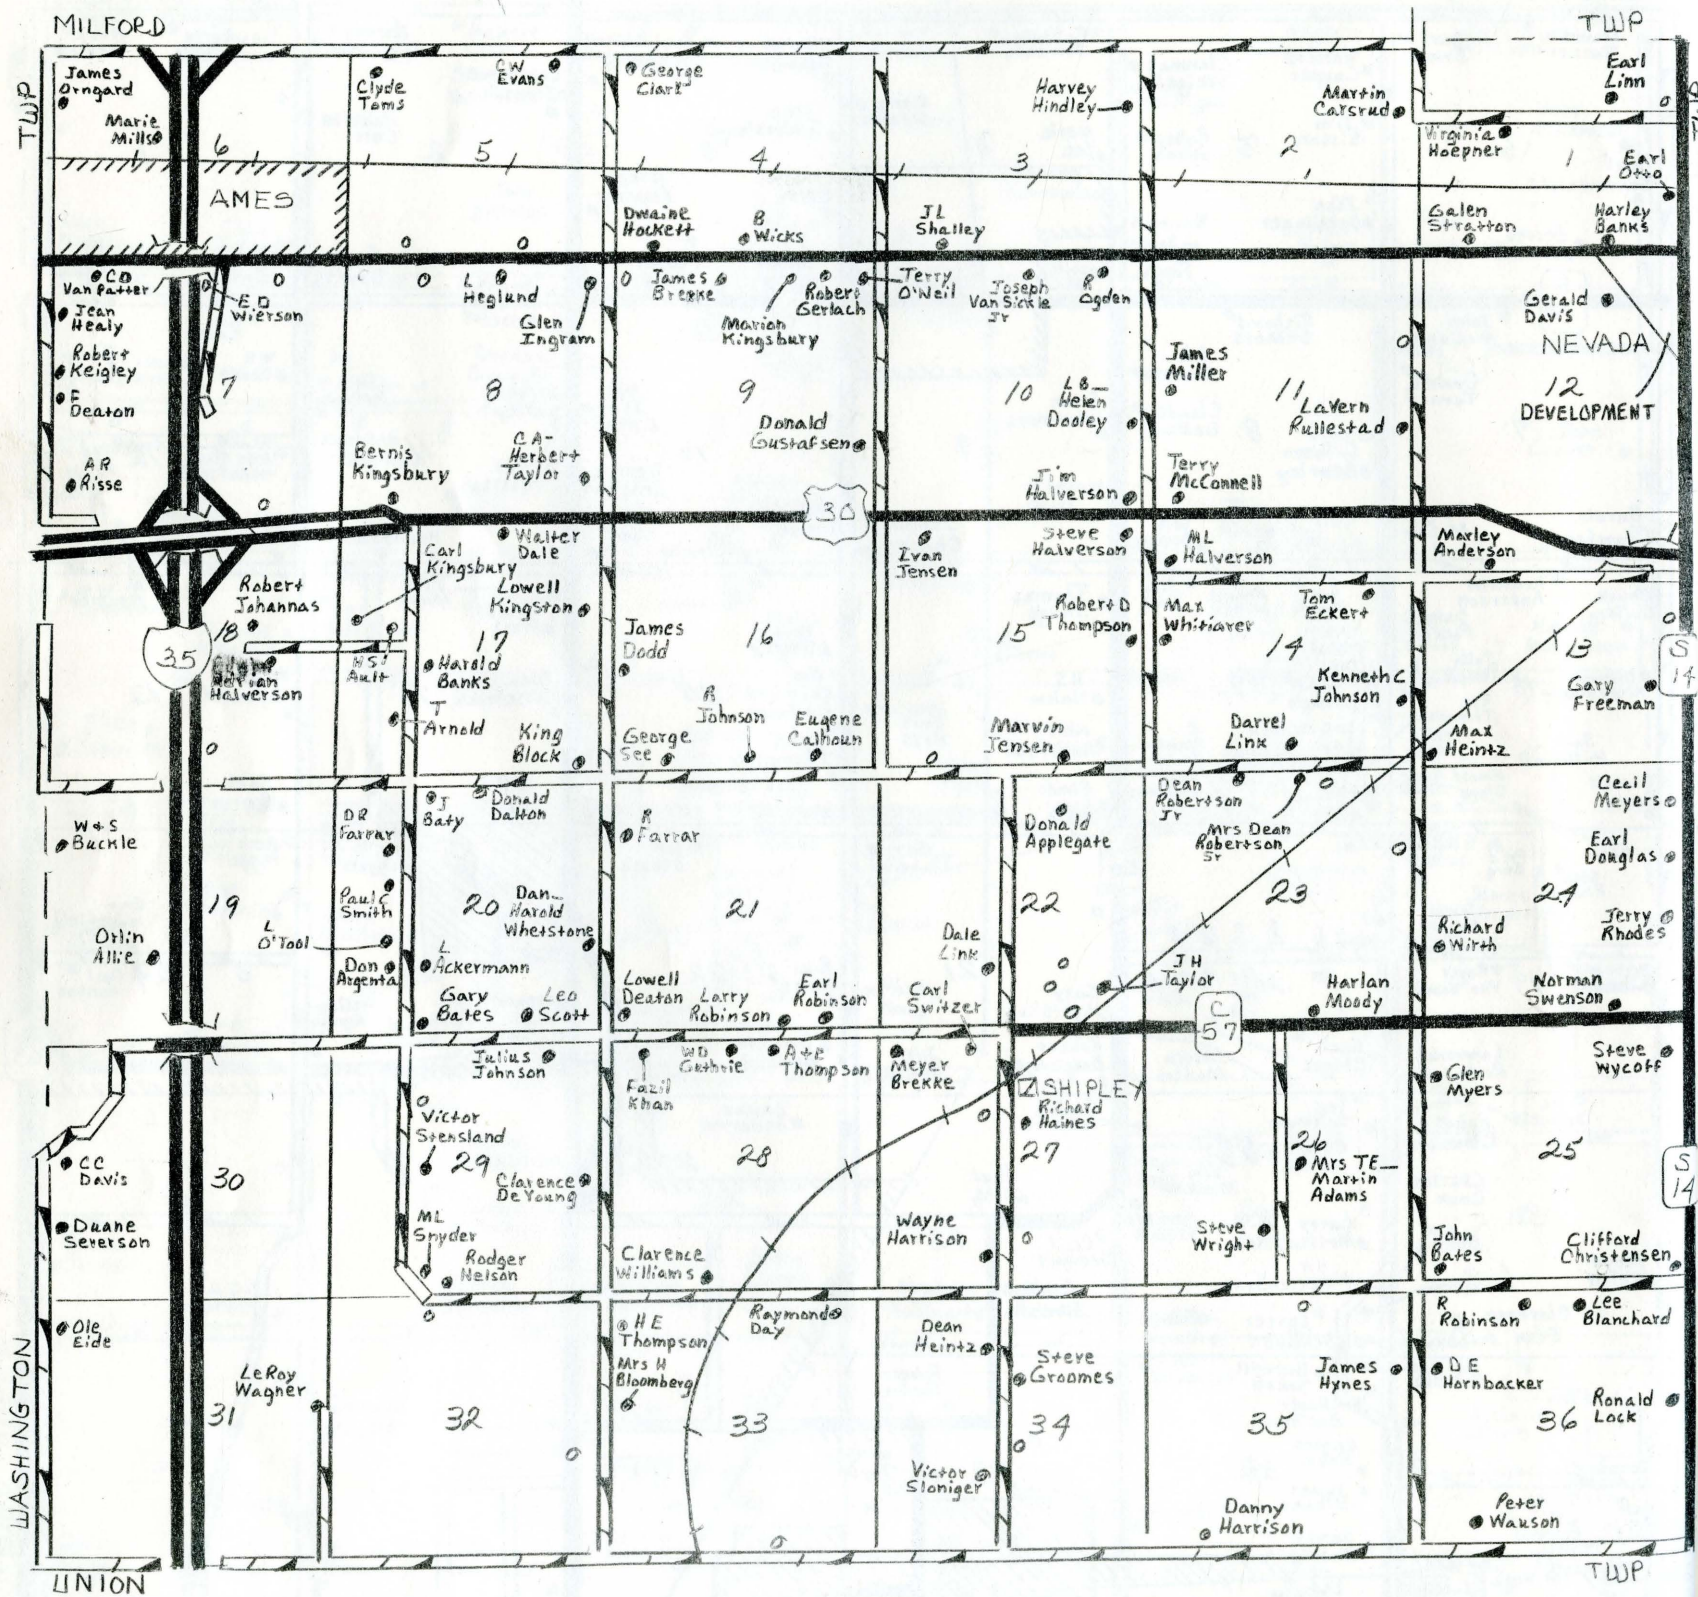 MILFORD
TWP
TWP
James
Orngard
Marie
Mills
6
AMES
Clyde
Toms
CW
Evans
5
George
Clark
4
Dwaine
Hockett
B
Wicks
Harvey
Hindley
3
JL
Shalley
Martin
Carsrud
2
Earl
Linn
Virginia
Hoepner
1
Earl
Otto
Galen
Stratton
Harley
Banks
CD
Van Patter
Jean
Healy
Robert
Keigley
F
Deaton
AR
Risse
ED
Wierson
7
L
Heglund
Glen
Ingram
8
Bernis
Kingsbury
CA-
Herbert
Taylor
James
Brekke
Marion
Kingsbury
Robert
Gerlach
Terry
O'Neil
9
Donald
Gustafsen
30
Joseph
VanSickle
Jr
R
Ogden
10
LB-
Helen
Dooley
Jim
Halverson
James
Miller
11
LaVern
Rullestad
Terry
McConnell
Gerald
Davis
NEVADA
12
DEVELOPMENT
Robert
Johannas
18
35
Halverson
Carl
Kingsbury
Ault
Walter
Dale
Lowell
Kingston
17
Harold
Banks
T
Arnold
King
Block
James
Dodd
16
R
Johnson
George
See
Eugene
Calhoun
Ivan
Jensen
Steve
Halverson
Robert D
Thompson
15
Marvin
Jensen
ML
Halverson
Max
Whitiarer
Tom
Eckert
14
Kenneth C
Johnson
Darrel
Link
Marley
Anderson
13
S
14
Gary
Freeman
Max
Heintz
W & S
Buckle
19
Orlin
Allie
DR
Farrar
Paul C
Smith
L
O'Tool
Don
Argenta
J
Baty
Donald
Dalton
20
Dan-
Harold
Whetstone
L
Ackermann
Gary
Bates
Leo
Scott
R
Farrar
21
Lowell
Deaton
Larry
Robinson
Earl
Robinson
Dale
Link
Carl
Switzer
Donald
Applegate
22
JH
Taylor
Dean
Robertson
Jr
Mrs Dean
Robertson
Sr
23
Harlan
Moody
C
57
Cecil
Meyers
Earl
Douglas
24
Jerry
Rhodes
Richard
Wirth
Norman
Swenson
CC
Davis
30
Duane
Severson
Julius
Johnson
Victor
Stensland
29
Clarence
DeYoung
ML
Snyder
Rodger
Nelson
Fazil
Khan
WD
Guthrie
A+E
Thompson
Meyer
Brekke
28
Clarence
Williams
Wayne
Harrison
SHIPLEY
Richard
Haines
27
26
Mrs TE-
Martin
Adams
Steve
Wright
Glen
Myers
Steve
Wycoff
25
S
14
John
Bates
Clifford
Christensen
WASHINGTON
Ole
Eide
LeRoy
Wagner
31
32
HE
Thompson
Mrs H
Bloomberg
Raymond
Day
33
Dean
Heintz
Victor
Sloniger
Steve
Groomes
34
James
Hynes
35
Danny
Harrison
R
Robinson
Lee
Blanchard
DE
Hornbacker
Ronald
Lock
36
Peter
Wauson
UNION
TWP